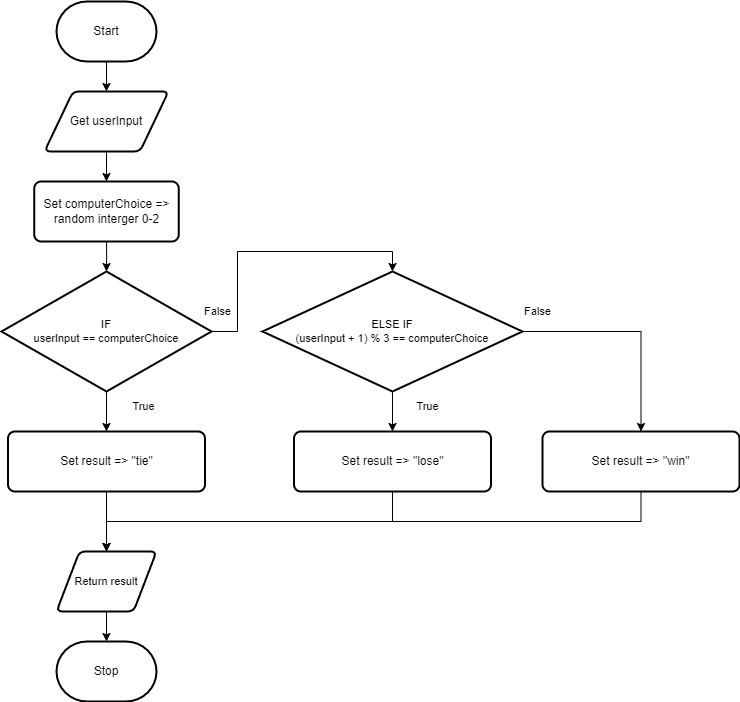 Start
Get userInput
Set computerChoice =>
random interger 0-2
IF
userInput == computerChoice
False
ELSE IF
(userInput + 1) % 3 == computerChoice
False
True
True
Set result => "tie"
Set result => "lose"
Set result => "win"
Return result
Stop